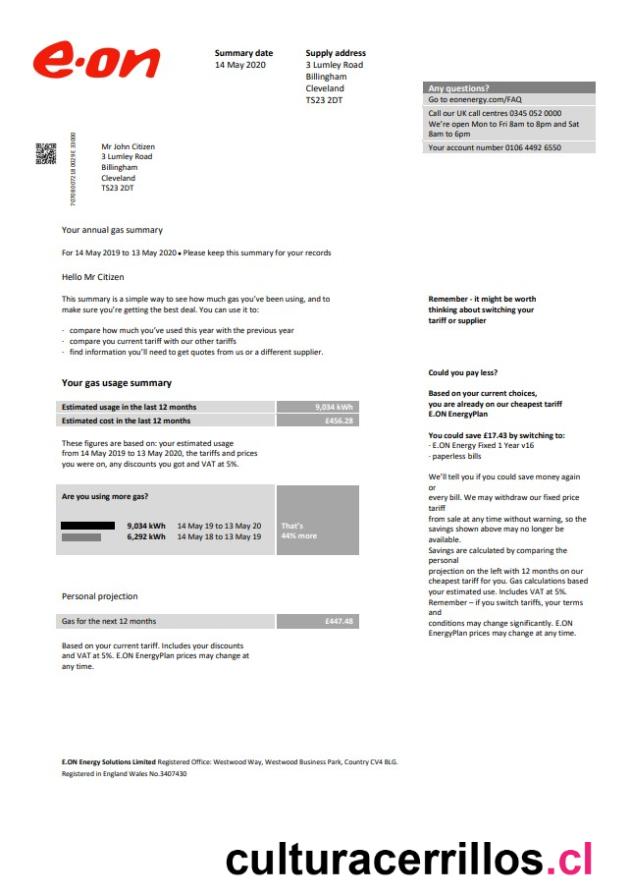 e·on
Summary date
14 May 2020
Supply address
3 Lumley Road
Billingham
Cleveland
TS23 2DT
Any questions?
Go to eonenergy.com/FAQ
Call our UK call centres 0345 052 0000
We're open Mon to Fri 8am to 8pm and Sat
8am to 6pm
Your account number 0106 4492 6550
Mr John Citizen
3 Lumley Road
Billingham
Cleveland
TS23 2DT
Your annual gas summary
For 14 May 2019 to 13 May 2020 • Please keep this summary for your records
Hello Mr Citizen
This summary is a simple way to see how much gas you've been using, and to
make sure you're getting the best deal. You can use it to:
- compare how much you've used this year with the previous year
- compare you current tariff with our other tariffs
- find information you'll need to get quotes from us or a different supplier.
Your gas usage summary
Estimated usage in the last 12 months 9,034 kWh
Estimated cost in the last 12 months £456.28
These figures are based on: your estimated usage
from 14 May 2019 to 13 May 2020, the tariffs and prices
you were on, any discounts you got and VAT at 5%.
Are you using more gas?
9,034 kWh 14 May 19 to 13 May 20
6,292 kWh 14 May 18 to 13 May 19
That's
44% more
Personal projection
Gas for the next 12 months £447.48
Based on your current tariff. Includes your discounts
and VAT at 5%. E.ON EnergyPlan prices may change at
any time.
Remember - it might be worth
thinking about switching your
tariff or supplier
Could you pay less?
Based on your current choices,
you are already on our cheapest tariff
E.ON EnergyPlan
You could save £17.43 by switching to:
- E.ON Energy Fixed 1 Year v16
- paperless bills
We'll tell you if you could save money again
or
every bill. We may withdraw our fixed price
tariff
from sale at any time without warning, so the
savings shown above may no longer be
available.
Savings are calculated by comparing the
personal
projection on the left with 12 months on our
cheapest tariff for you. Gas calculations based
your estimated use. Includes VAT at 5%.
Remember – if you switch tariffs, your terms
and
conditions may change significantly. E.ON
EnergyPlan prices may change at any time.
E.ON Energy Solutions Limited Registered Office: Westwood Way, Westwood Business Park, Country CV4 8LG.
Registered in England Wales No.3407430
culturacerrillos.cl